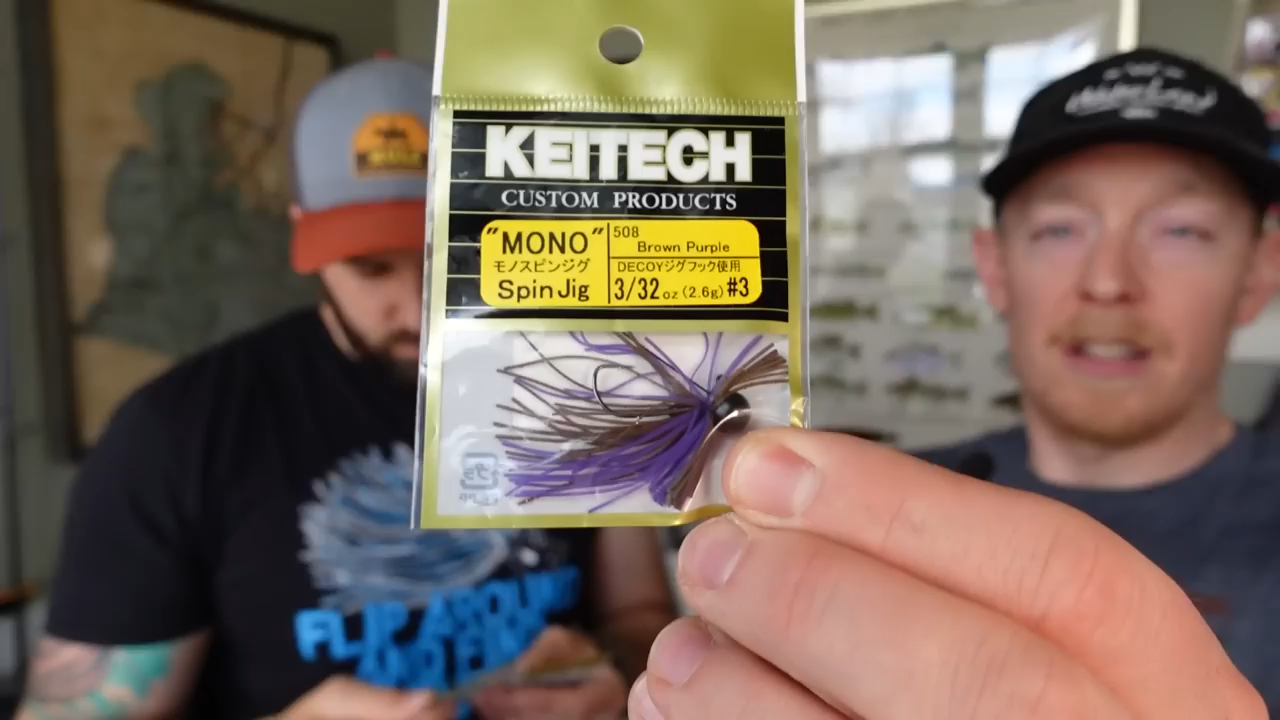 KEITECH
CUSTOM PRODUCTS
"MONO"
モノスピンジグ
Spin Jig
508
Brown Purple
DECOYジグフック使用
3/32 oz (2.6g) #3
FLIP AROUND
AND FIND